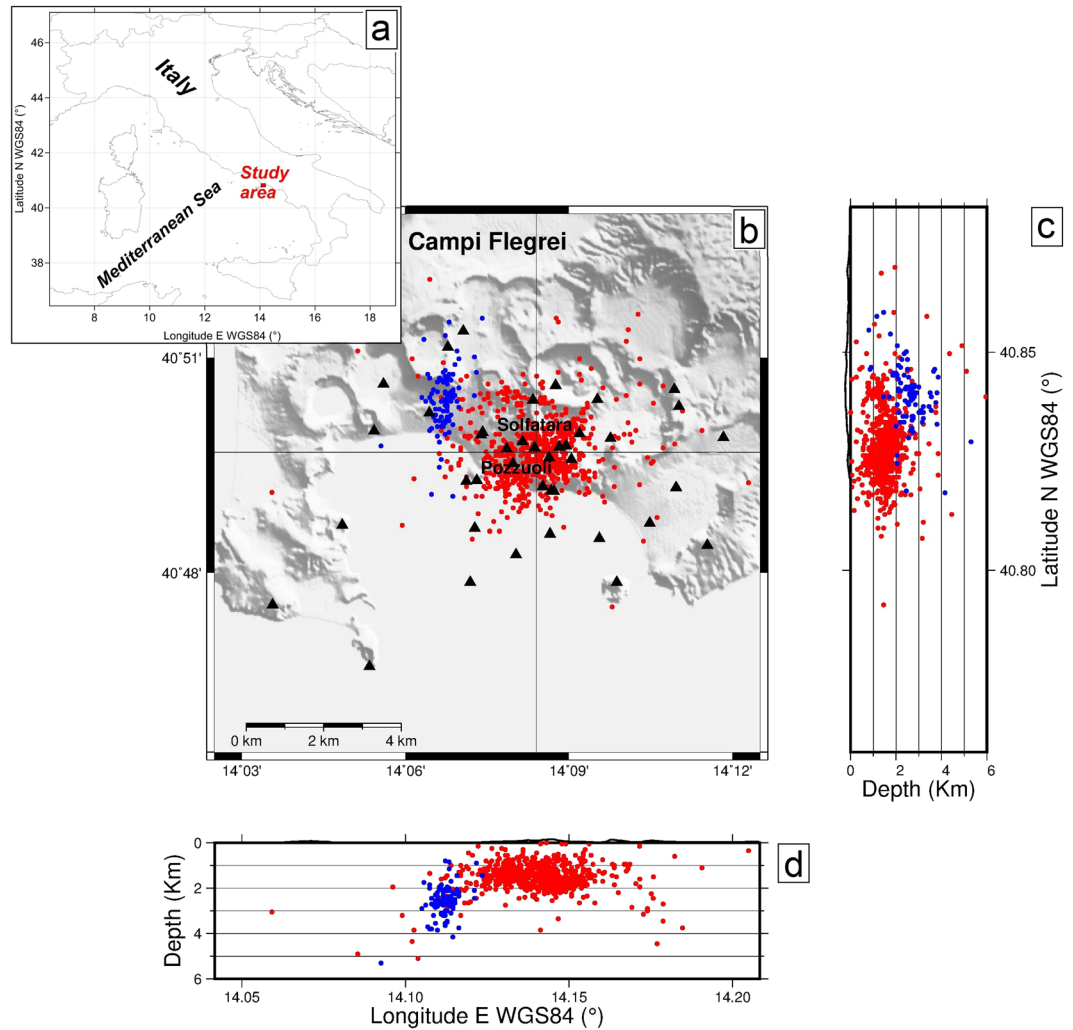 a
46
44
42
40
38
Latitude N WGS84 (°)
Italy
Study
area
Mediterranean Sea
8
10
12
14
16
18
Longitude E WGS84 (°)
b
Campi Flegrei
40˚51'
Solfatara
Pozzuoli
40˚48'
0 km
2 km
4 km
14˚03'
14˚06'
14˚09'
14˚12'
c
40.85
40.80
Latitude N WGS84 (°)
0
2
4
6
Depth (Km)
d
0
2
4
6
Depth (Km)
14.05
14.10
14.15
14.20
Longitude E WGS84 (°)